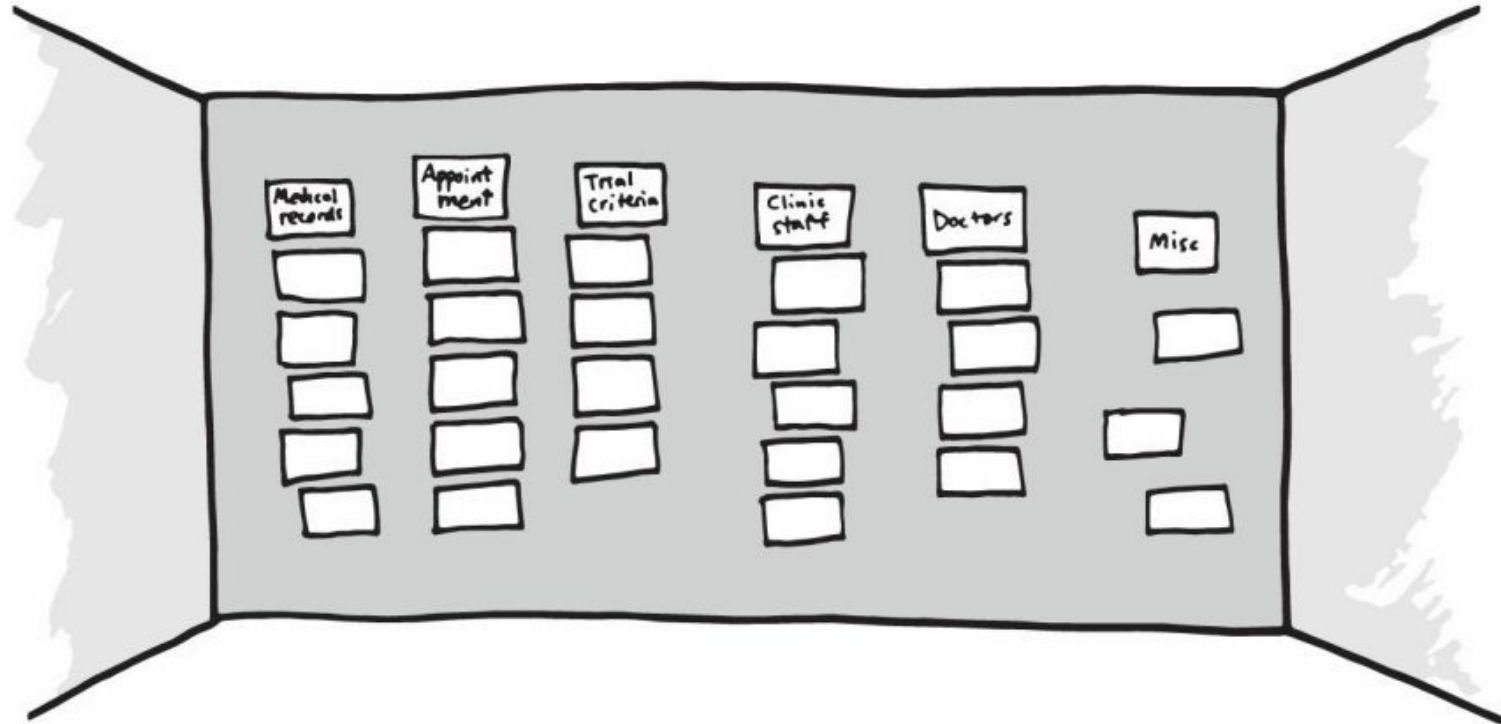 Medical
records
Appoint
ment
Trial
criteria
Clinic
staff
Doctors
Misc